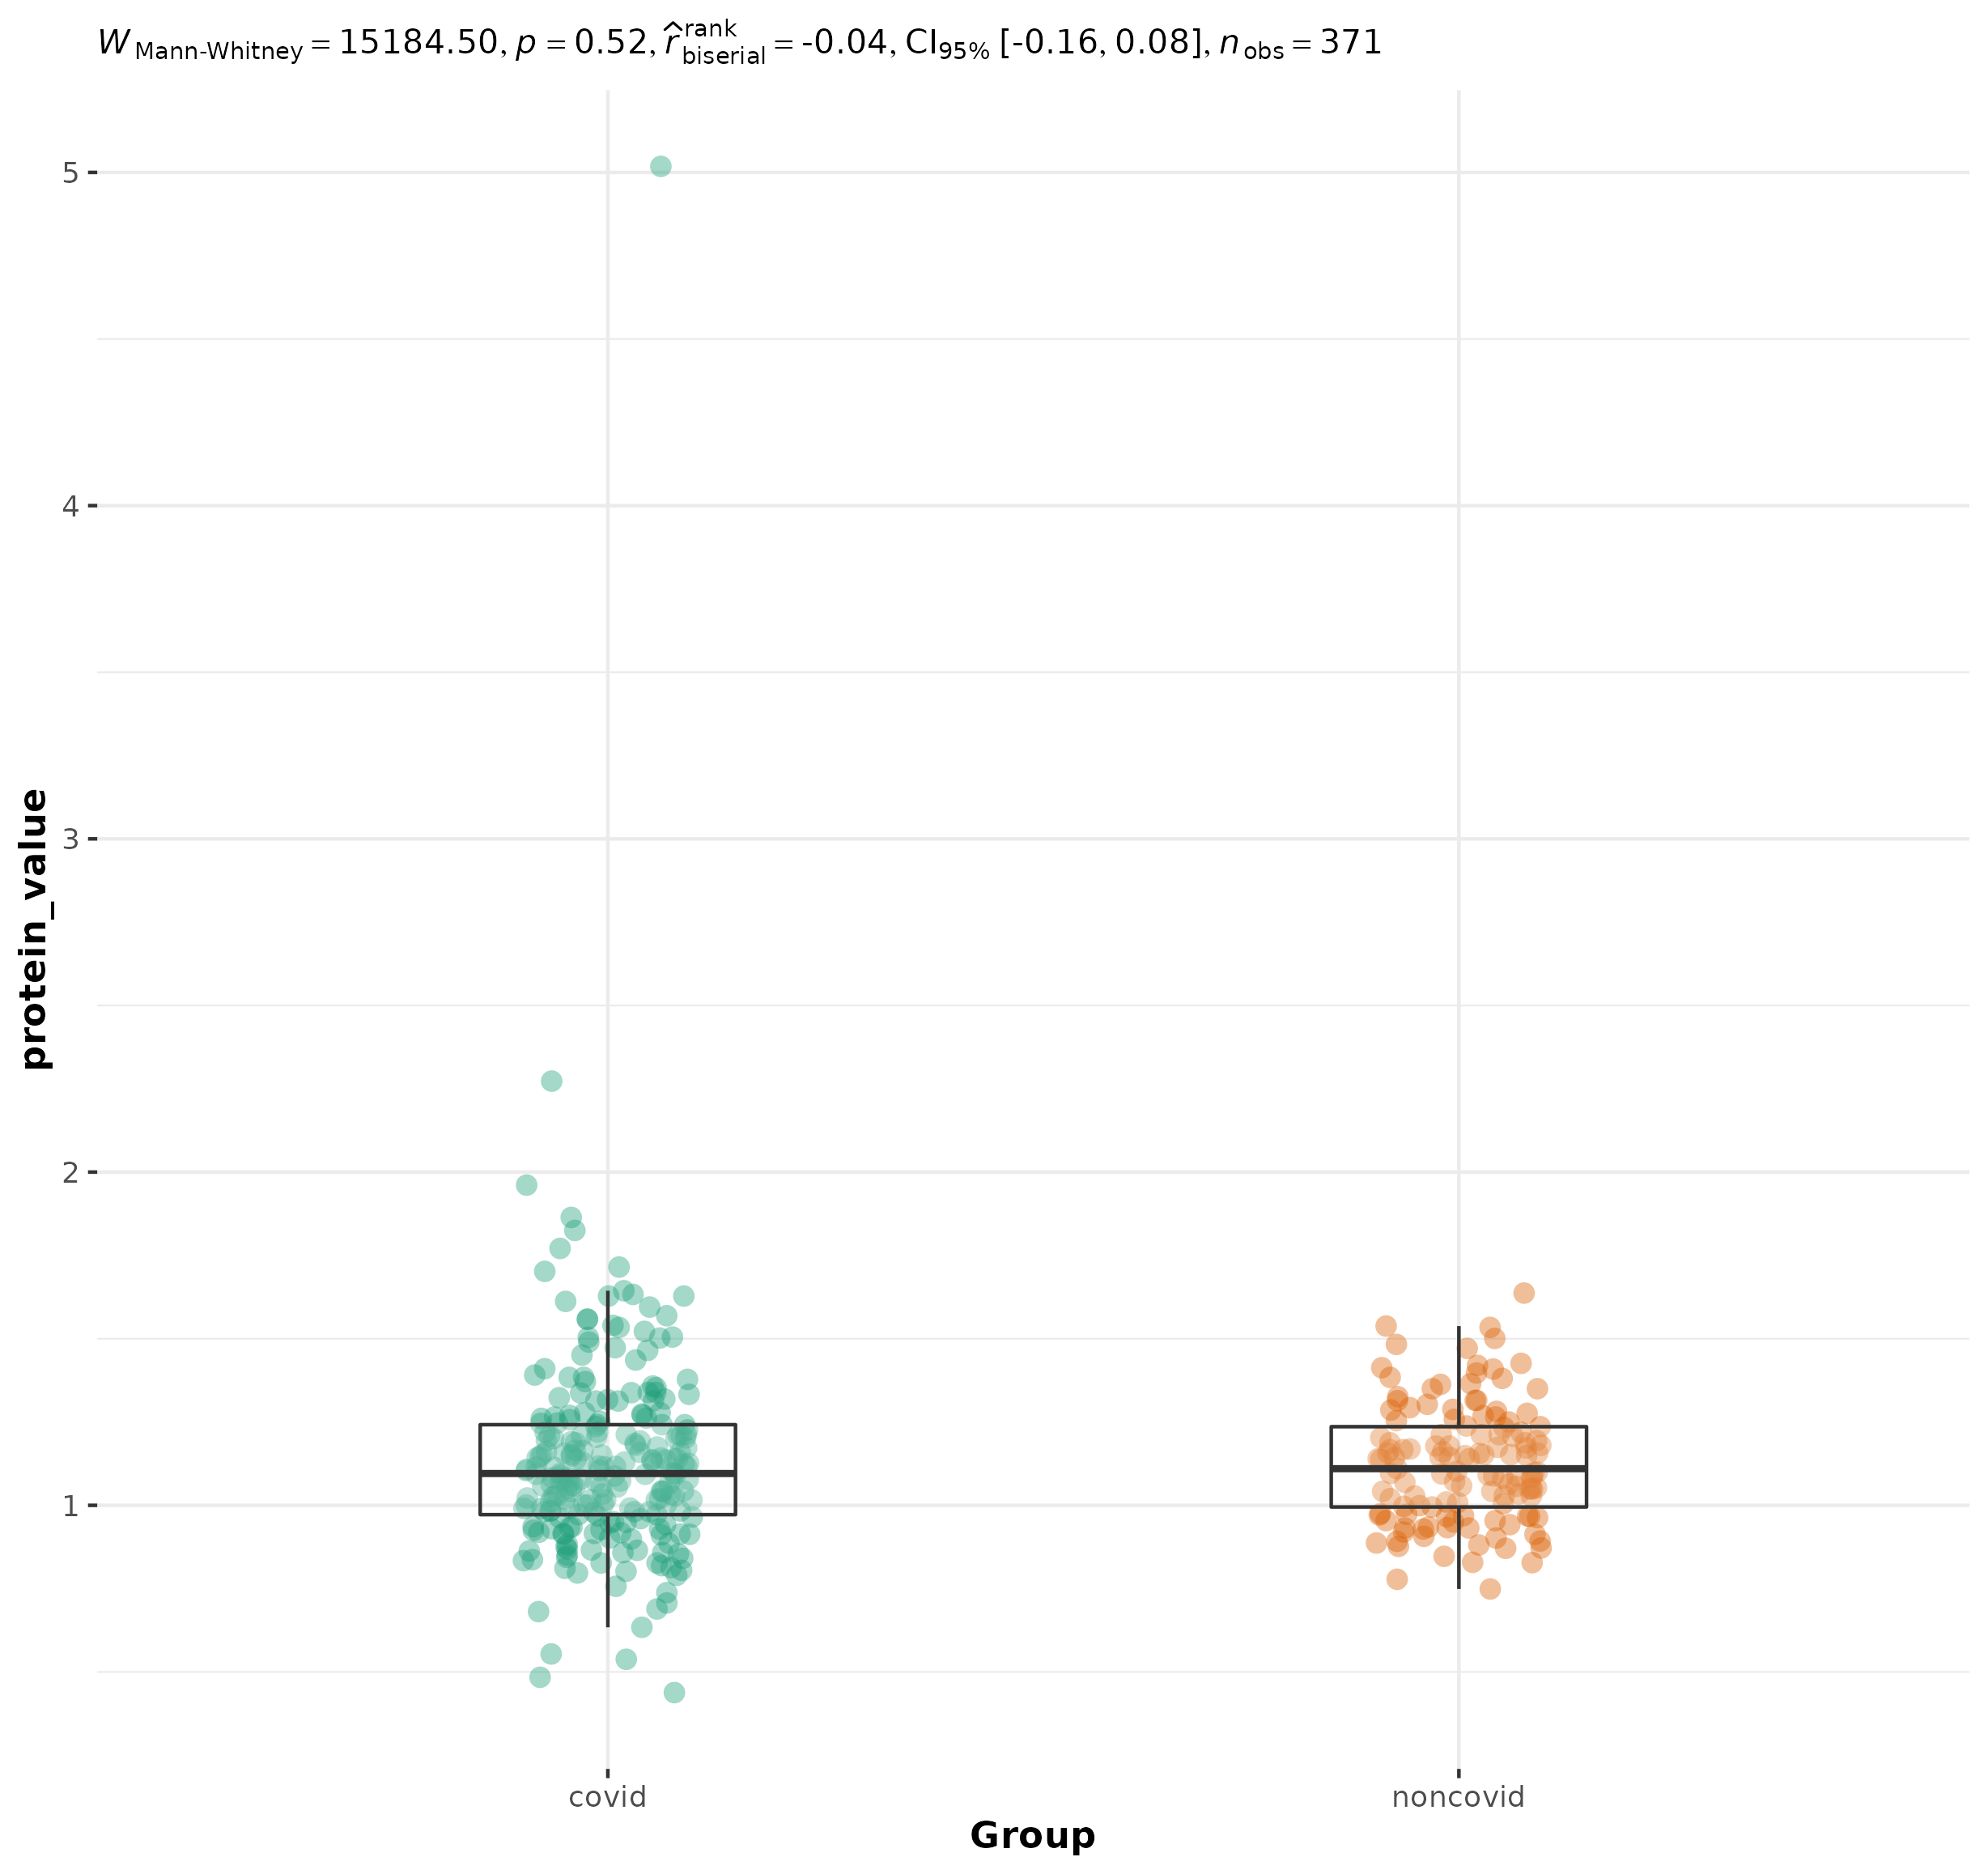 W Mann-Whitney = 15184.50, p = 0.52, r̂ rank biserial = -0.04, CI95% [-0.16, 0.08], n obs = 371
5
4
3
2
1
protein_value
covid noncovid
Group